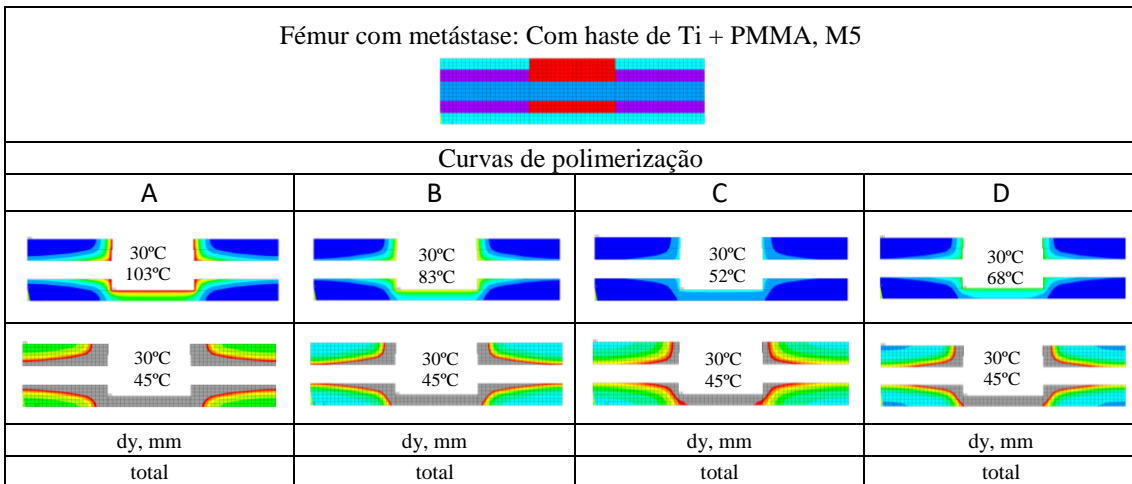 Fémur com metástase: Com haste de Ti + PMMA, M5
Curvas de polimerização
A B C D
30ºC 30ºC 30ºC 30ºC
103ºC 83ºC 52ºC 68ºC
30ºC 30ºC 30ºC 30ºC
45ºC 45ºC 45ºC 45ºC
dy, mm dy, mm dy, mm dy, mm
total total total total